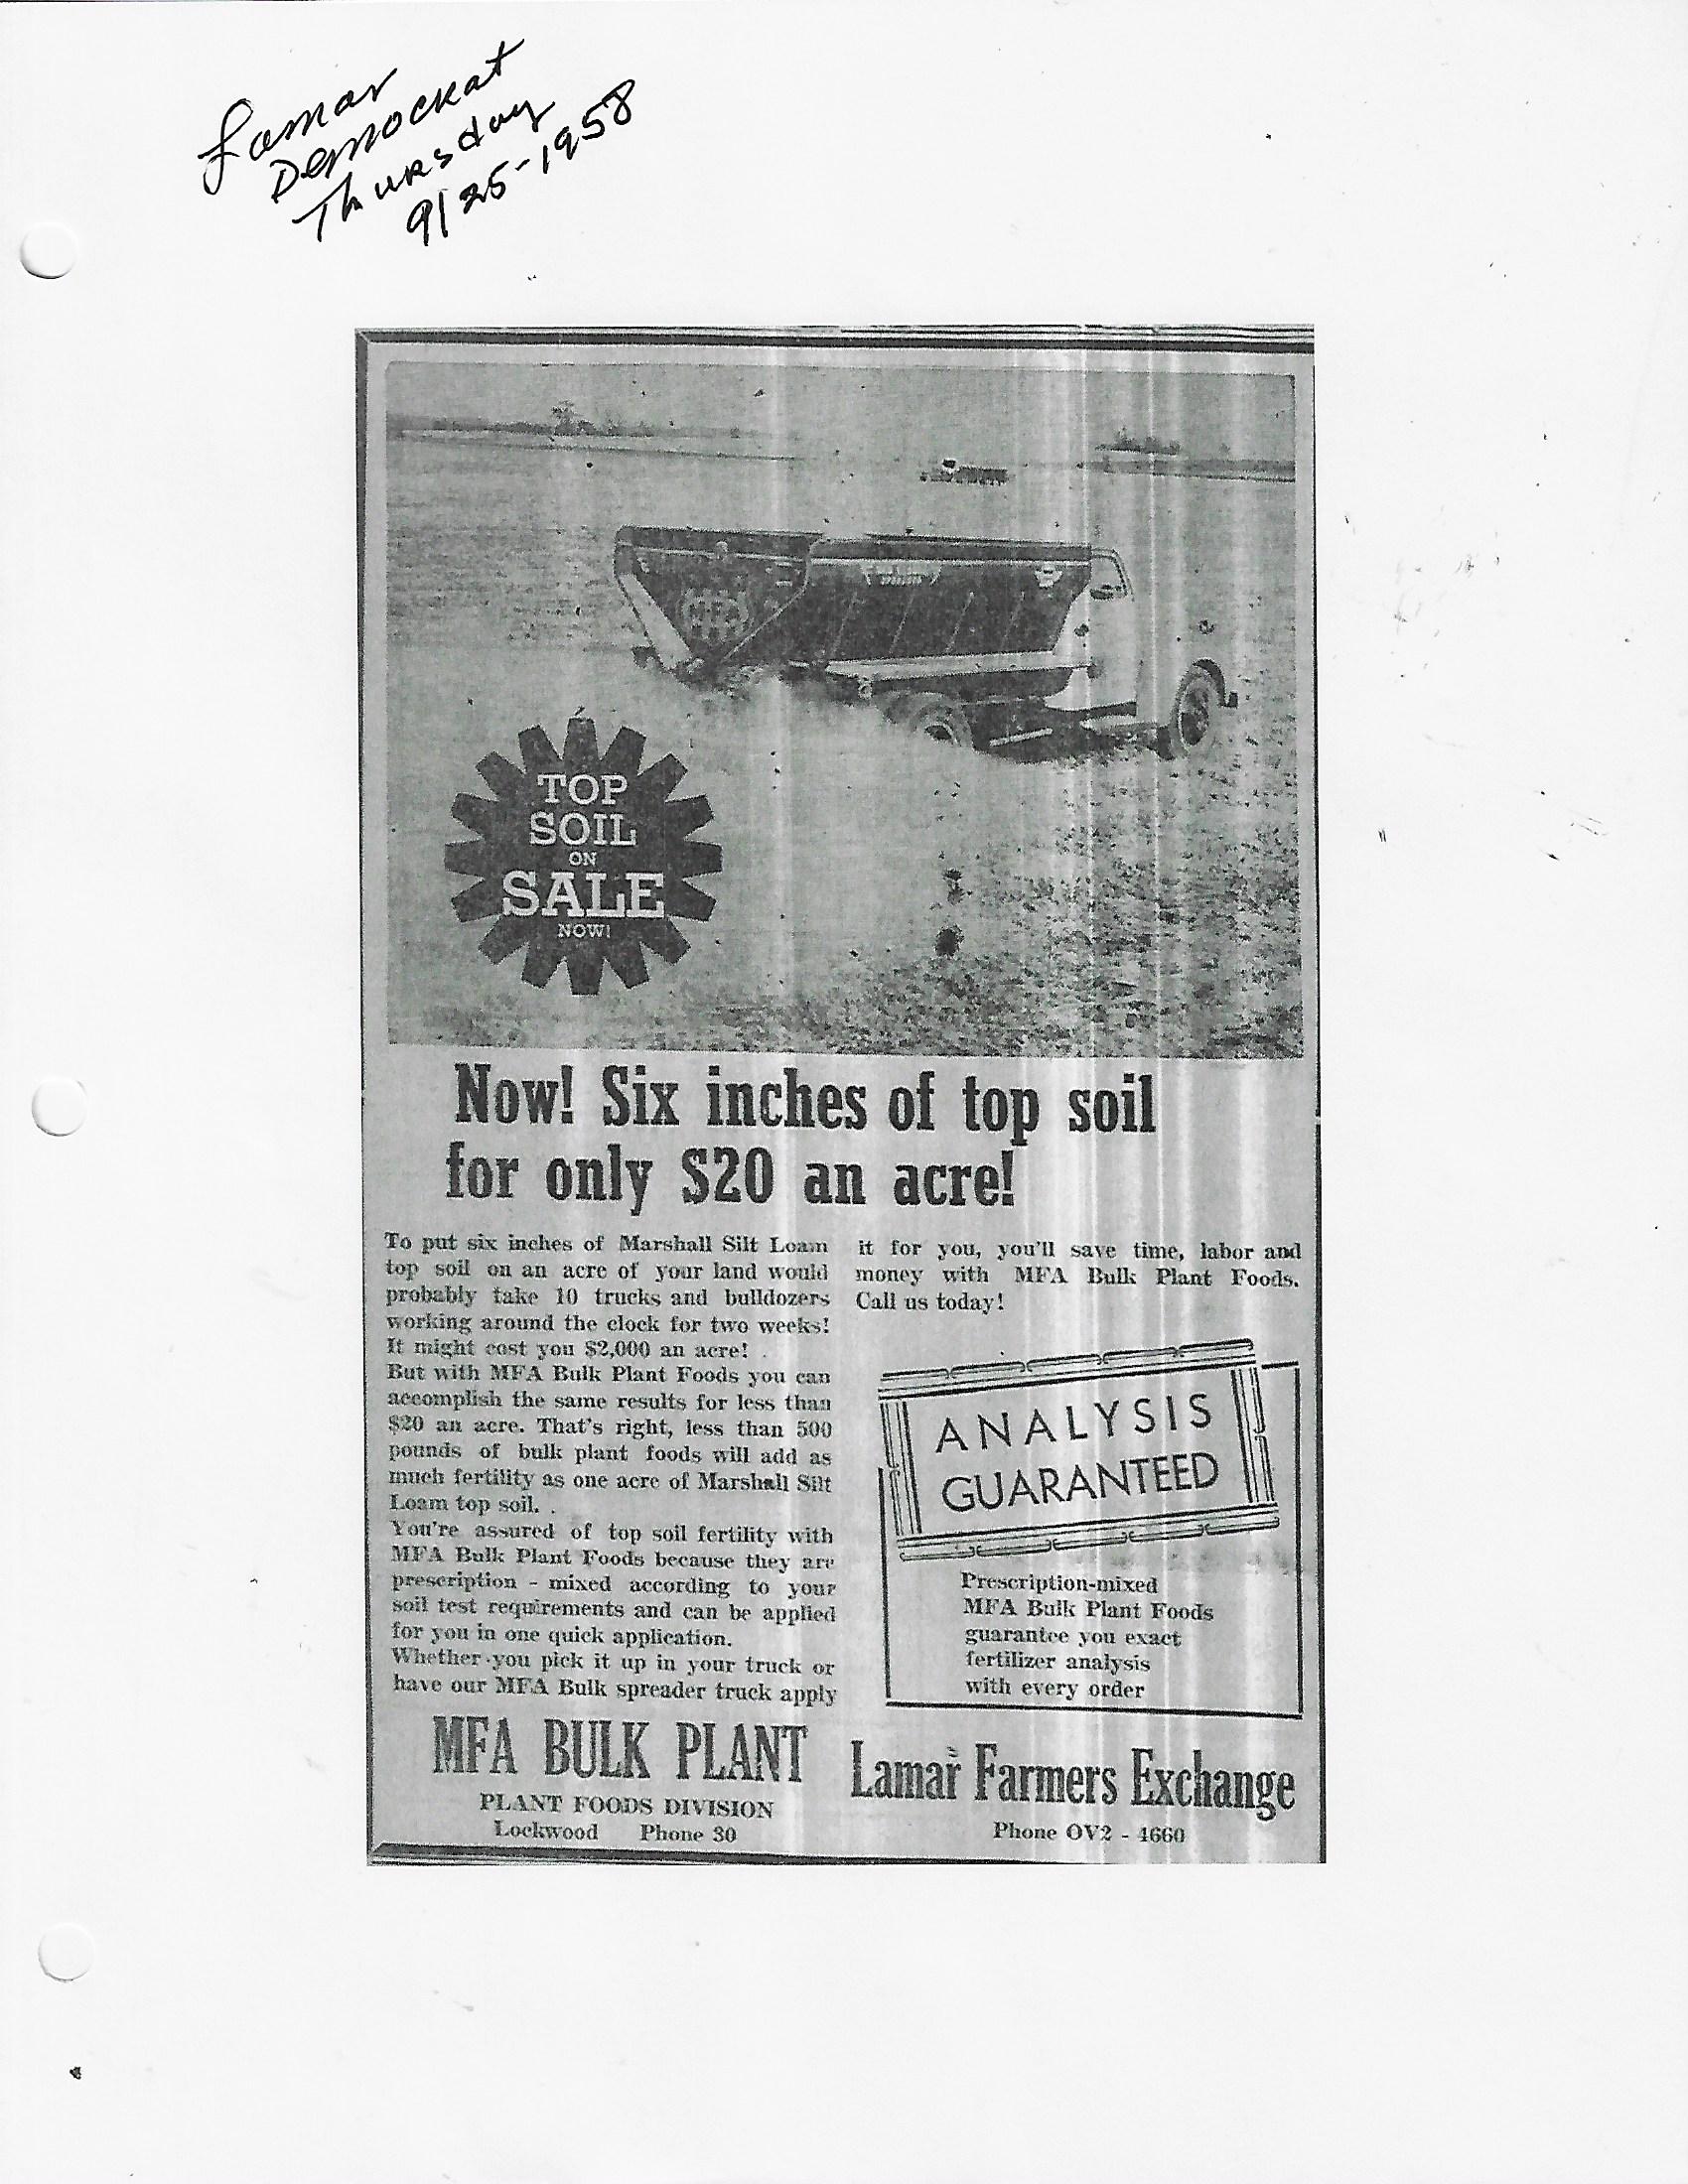 Lamar
Democrat
Thursday
9/25-1958
MFA
TOP
SOIL
ON
SALE
NOW!
Now! Six inches of top soil
for only $20 an acre!
To put six inches of Marshall Silt Loam
top soil on an acre of your land would
probably take 10 trucks and bulldozers
working around the clock for two weeks!
It might cost you $2,000 an acre!
But with MFA Bulk Plant Foods you can
accomplish the same results for less than
$20 an acre. That's right, less than 500
pounds of bulk plant foods will add as
much fertility as one acre of Marshall Silt
Loam top soil.
You're assured of top soil fertility with
MFA Bulk Plant Foods because they are
prescription - mixed according to your
soil test requirements and can be applied
for you in one quick application.
Whether you pick it up in your truck or
have our MFA Bulk spreader truck apply
it for you, you'll save time, labor and
money with MFA Bulk Plant Foods.
Call us today!
ANALYSIS
GUARANTEED
Prescription-mixed
MFA Bulk Plant Foods
guarantee you exact
fertilizer analysis
with every order
MFA BULK PLANT
PLANT FOODS DIVISION
Lockwood Phone 30
Lamar Farmers Exchange
Phone OV2 - 4660